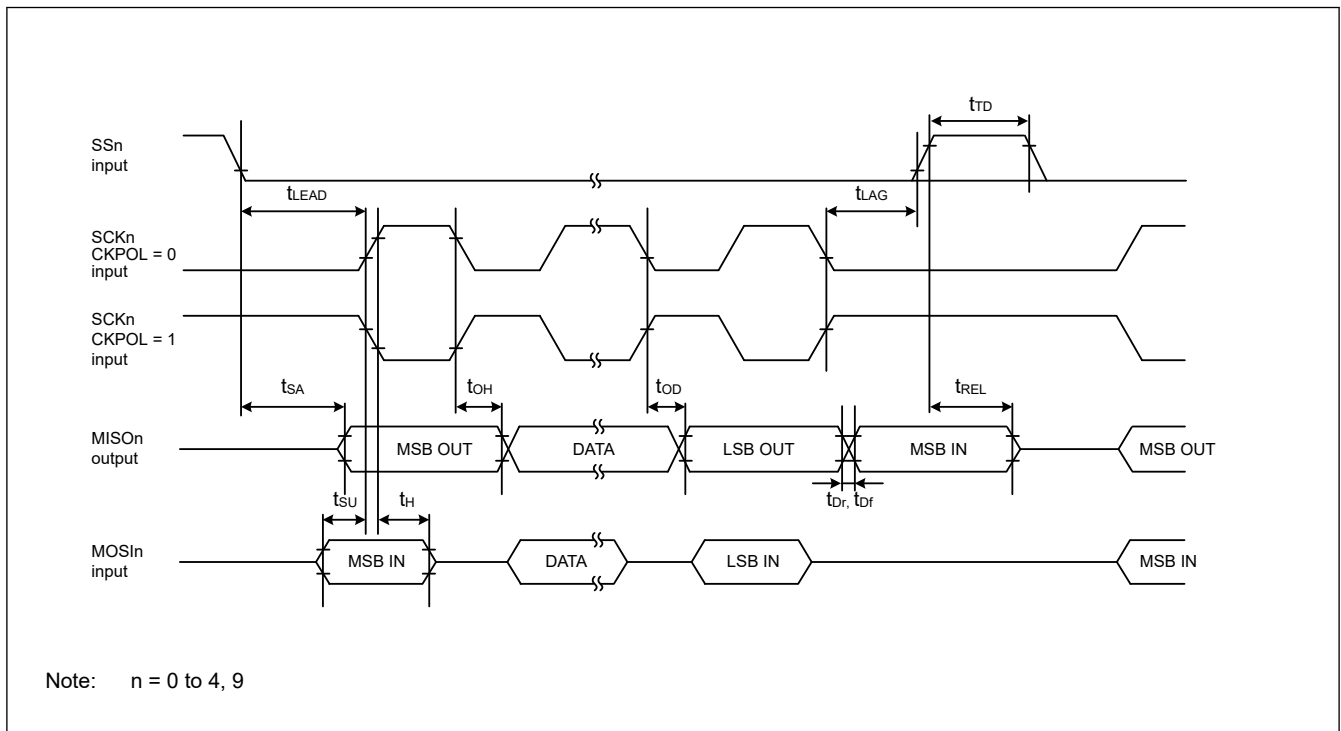 tTD
SSn
input
tLEAD
tLAG
SCKn
CKPOL = 0
input
SCKn
CKPOL = 1
input
tSA
tOH
tOD
tREL
MISOn
output
MSB OUT
DATA
LSB OUT
MSB IN
MSB OUT
tSU
tH
tDr, tDf
MOSIn
input
MSB IN
DATA
LSB IN
MSB IN
Note: n = 0 to 4, 9